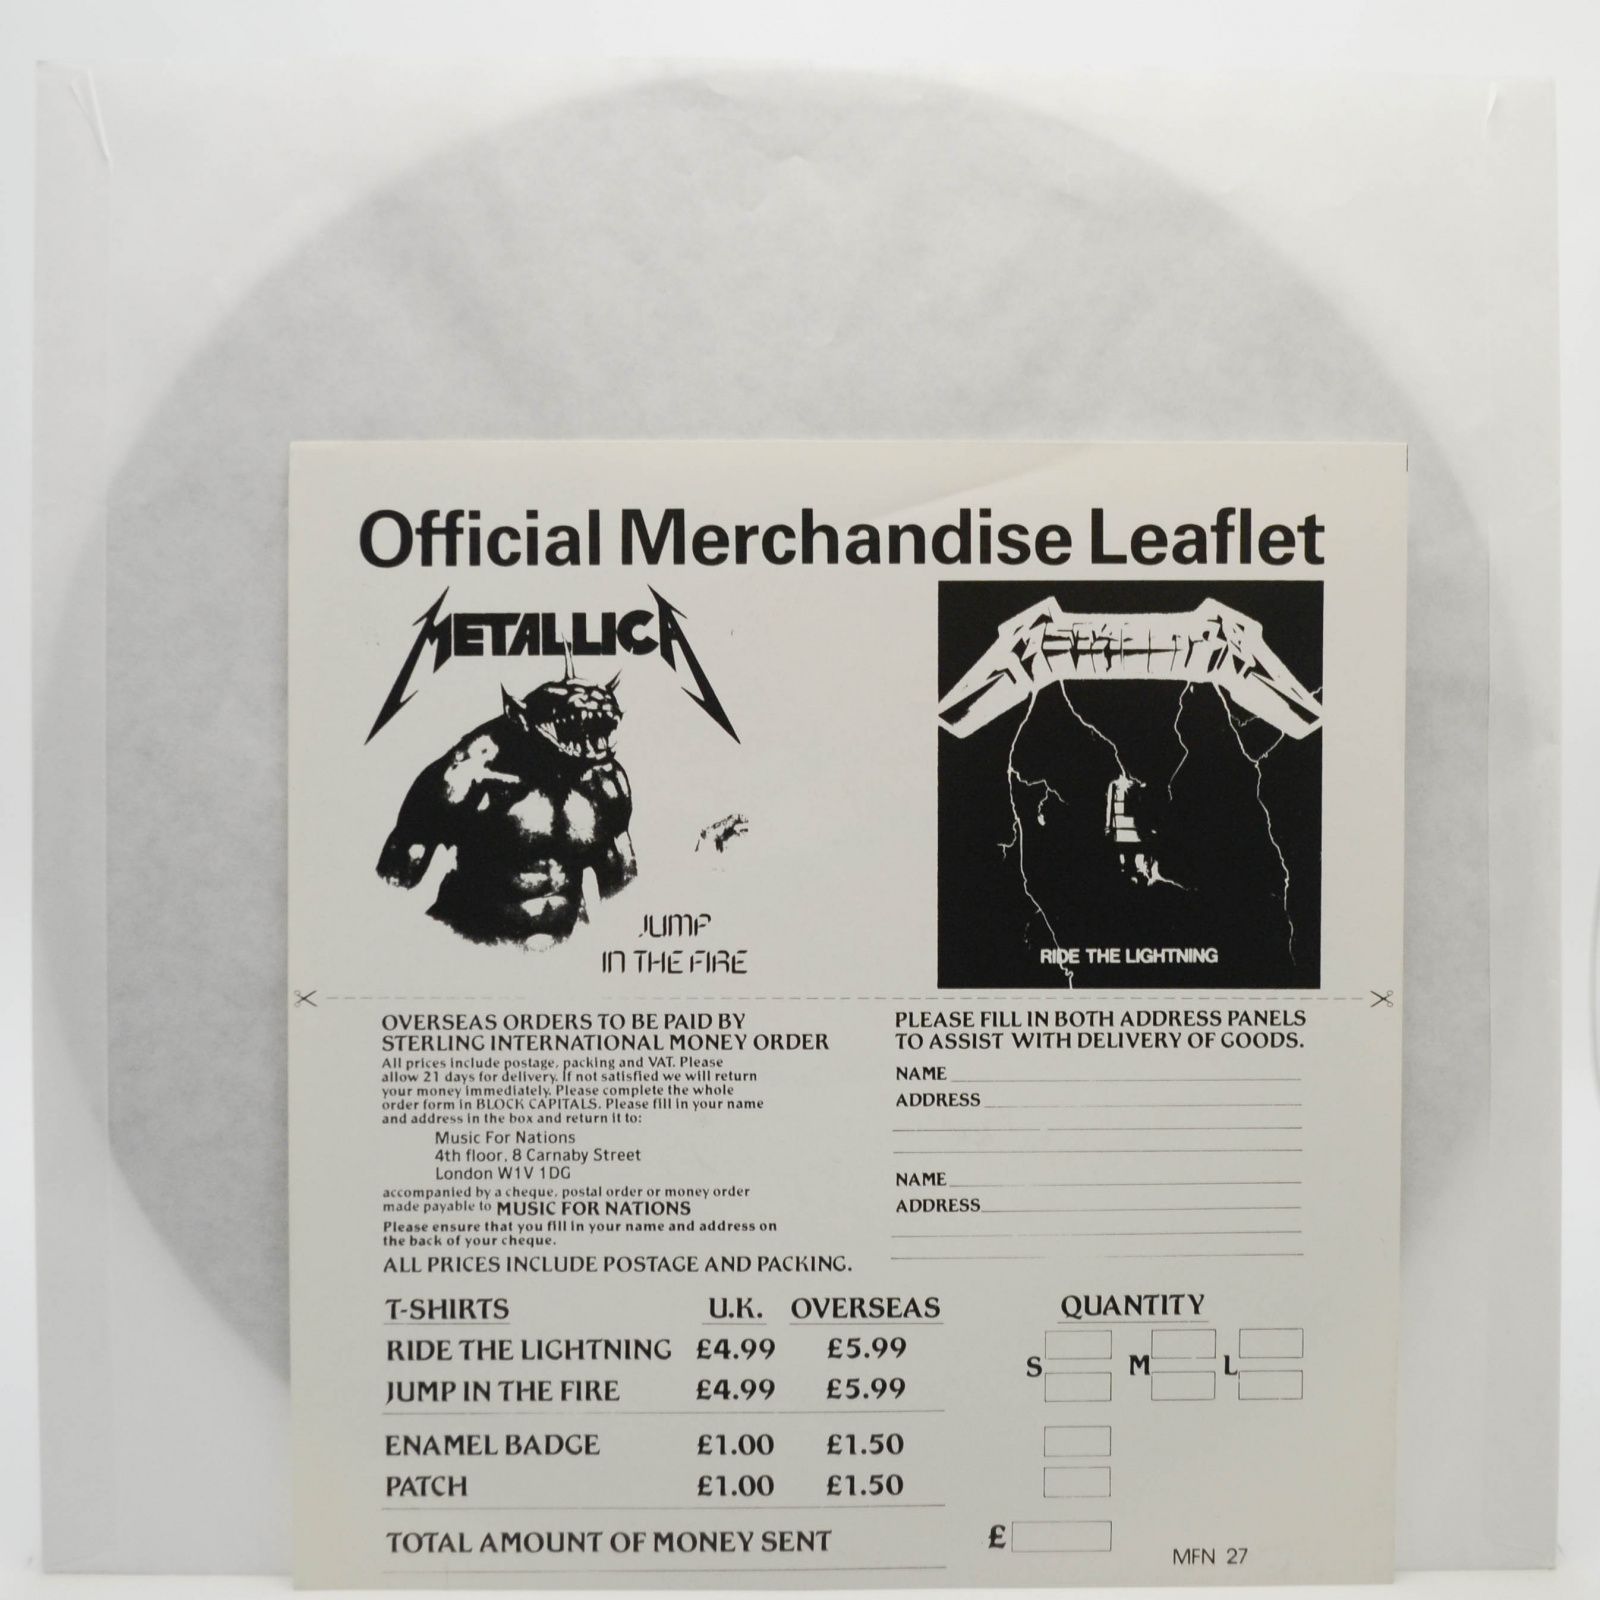 Official Merchandise Leaflet
METALLICA
JUMP
IN THE FIRE
METALLICA
RIDE THE LIGHTNING
OVERSEAS ORDERS TO BE PAID BY
STERLING INTERNATIONAL MONEY ORDER
All prices include postage, packing and VAT. Please
allow 21 days for delivery. If not satisfied we will return
your money immediately. Please complete the whole
order form in BLOCK CAPITALS. Please fill in your name
and address in the box and return it to:
Music For Nations
4th floor, 8 Carnaby Street
London W1V 1DG
accompanied by a cheque, postal order or money order
made payable to MUSIC FOR NATIONS
Please ensure that you fill in your name and address on
the back of your cheque.
ALL PRICES INCLUDE POSTAGE AND PACKING.
PLEASE FILL IN BOTH ADDRESS PANELS
TO ASSIST WITH DELIVERY OF GOODS.
NAME
ADDRESS
NAME
ADDRESS
T-SHIRTS U.K. OVERSEAS QUANTITY
RIDE THE LIGHTNING £4.99 £5.99
JUMP IN THE FIRE £4.99 £5.99
S M L
ENAMEL BADGE £1.00 £1.50
PATCH £1.00 £1.50
TOTAL AMOUNT OF MONEY SENT £
MFN 27